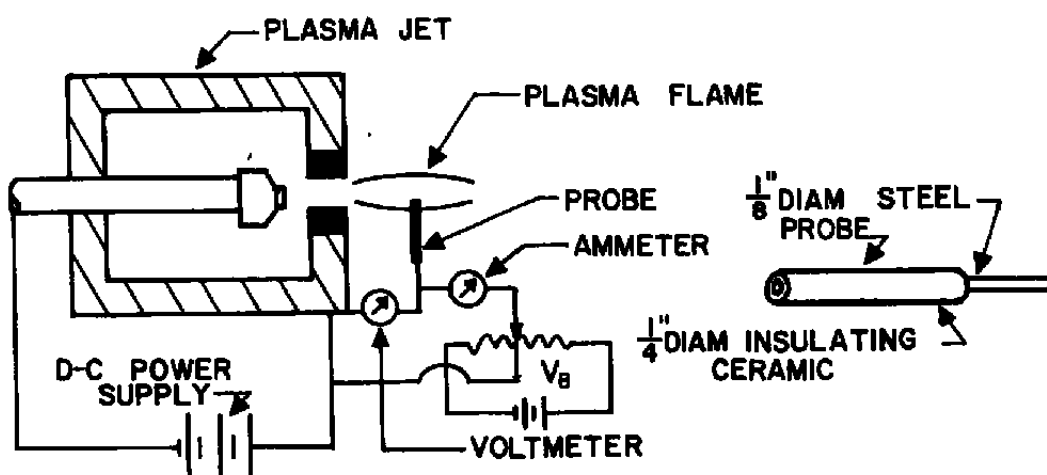 PLASMA JET
PLASMA FLAME
PROBE
AMMETER
D-C POWER
SUPPLY
V_B
VOLTMETER
1/8" DIAM STEEL
PROBE
1/4" DIAM INSULATING
CERAMIC